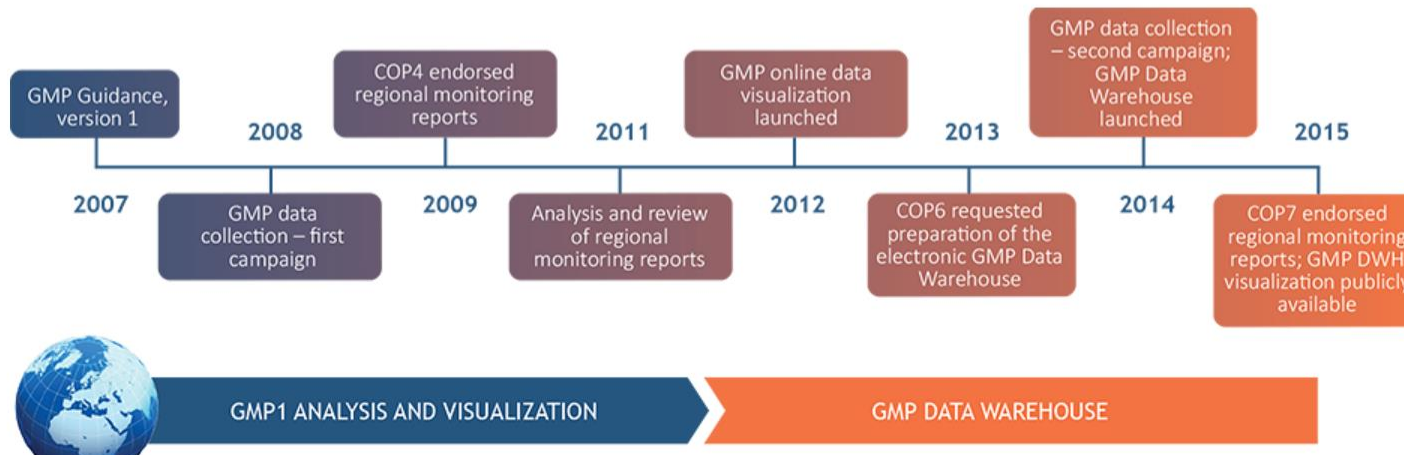 GMP Guidance,
version 1
2007
2008
GMP data
collection – first
campaign
COP4 endorsed
regional monitoring
reports
2009
2011
Analysis and review
of regional
monitoring reports
GMP online data
visualization
launched
2012
2013
COP6 requested
preparation of the
electronic GMP Data
Warehouse
GMP data collection
– second campaign;
GMP Data
Warehouse
launched
2014
2015
COP7 endorsed
regional monitoring
reports; GMP DWH
visualization publicly
available
GMP1 ANALYSIS AND VISUALIZATION
GMP DATA WAREHOUSE